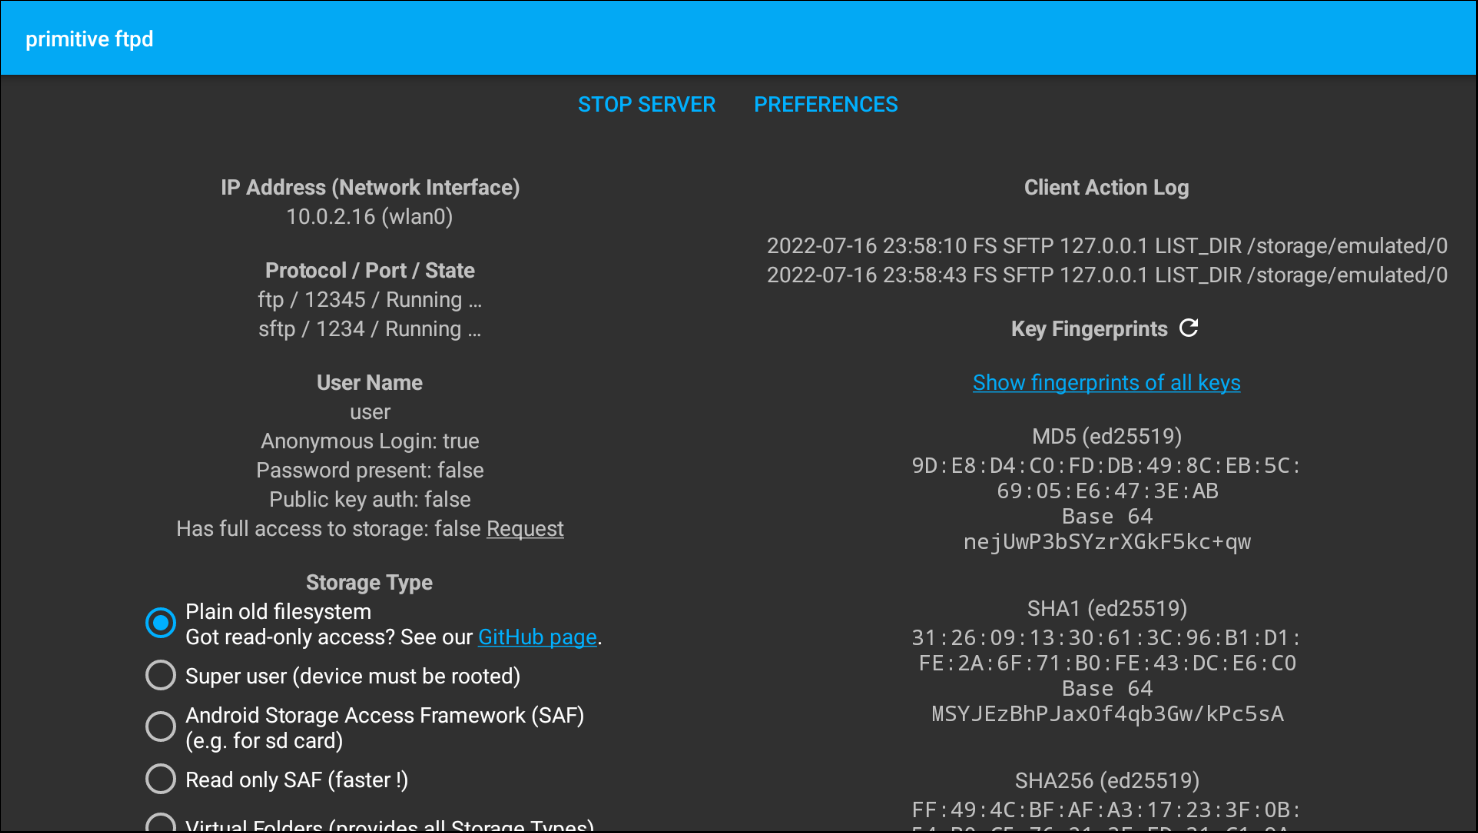 primitive ftpd
STOP SERVER PREFERENCES
IP Address (Network Interface)
10.0.2.16 (wlan0)
Protocol / Port / State
ftp / 12345 / Running ...
sftp / 1234 / Running ...
User Name
user
Anonymous Login: true
Password present: false
Public key auth: false
Has full access to storage: false Request
Storage Type
Plain old filesystem
Got read-only access? See our GitHub page.
Super user (device must be rooted)
Android Storage Access Framework (SAF)
(e.g. for sd card)
Read only SAF (faster !)
Virtual Folders (provides all Storage Types)
Client Action Log
2022-07-16 23:58:10 FS SFTP 127.0.0.1 LIST_DIR /storage/emulated/0
2022-07-16 23:58:43 FS SFTP 127.0.0.1 LIST_DIR /storage/emulated/0
Key Fingerprints
Show fingerprints of all keys
MD5 (ed25519)
9D:E8:D4:C0:FD:DB:49:8C:EB:5C:
69:05:E6:47:3E:AB
Base 64
nejUwP3bSYzrXGkF5kc+qw
SHA1 (ed25519)
31:26:09:13:30:61:3C:96:B1:D1:
FE:2A:6F:71:B0:FE:43:DC:E6:C0
Base 64
MSYJEzBhPJaxOf4qb3Gw/kPc5sA
SHA256 (ed25519)
FF:49:4C:BF:AF:A3:17:23:3F:0B: